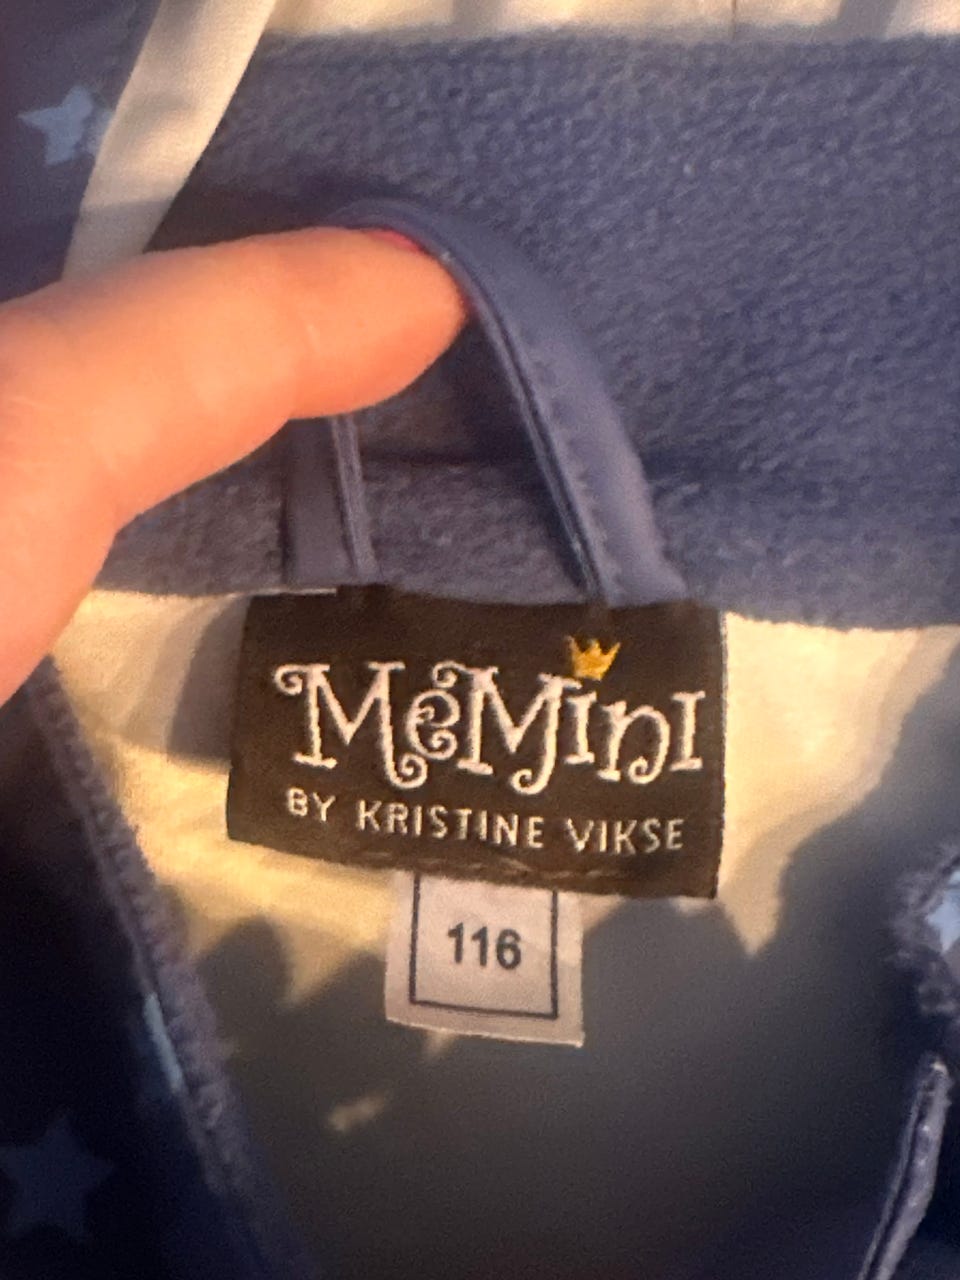 MeMini
BY KRISTINE VIKSE
116